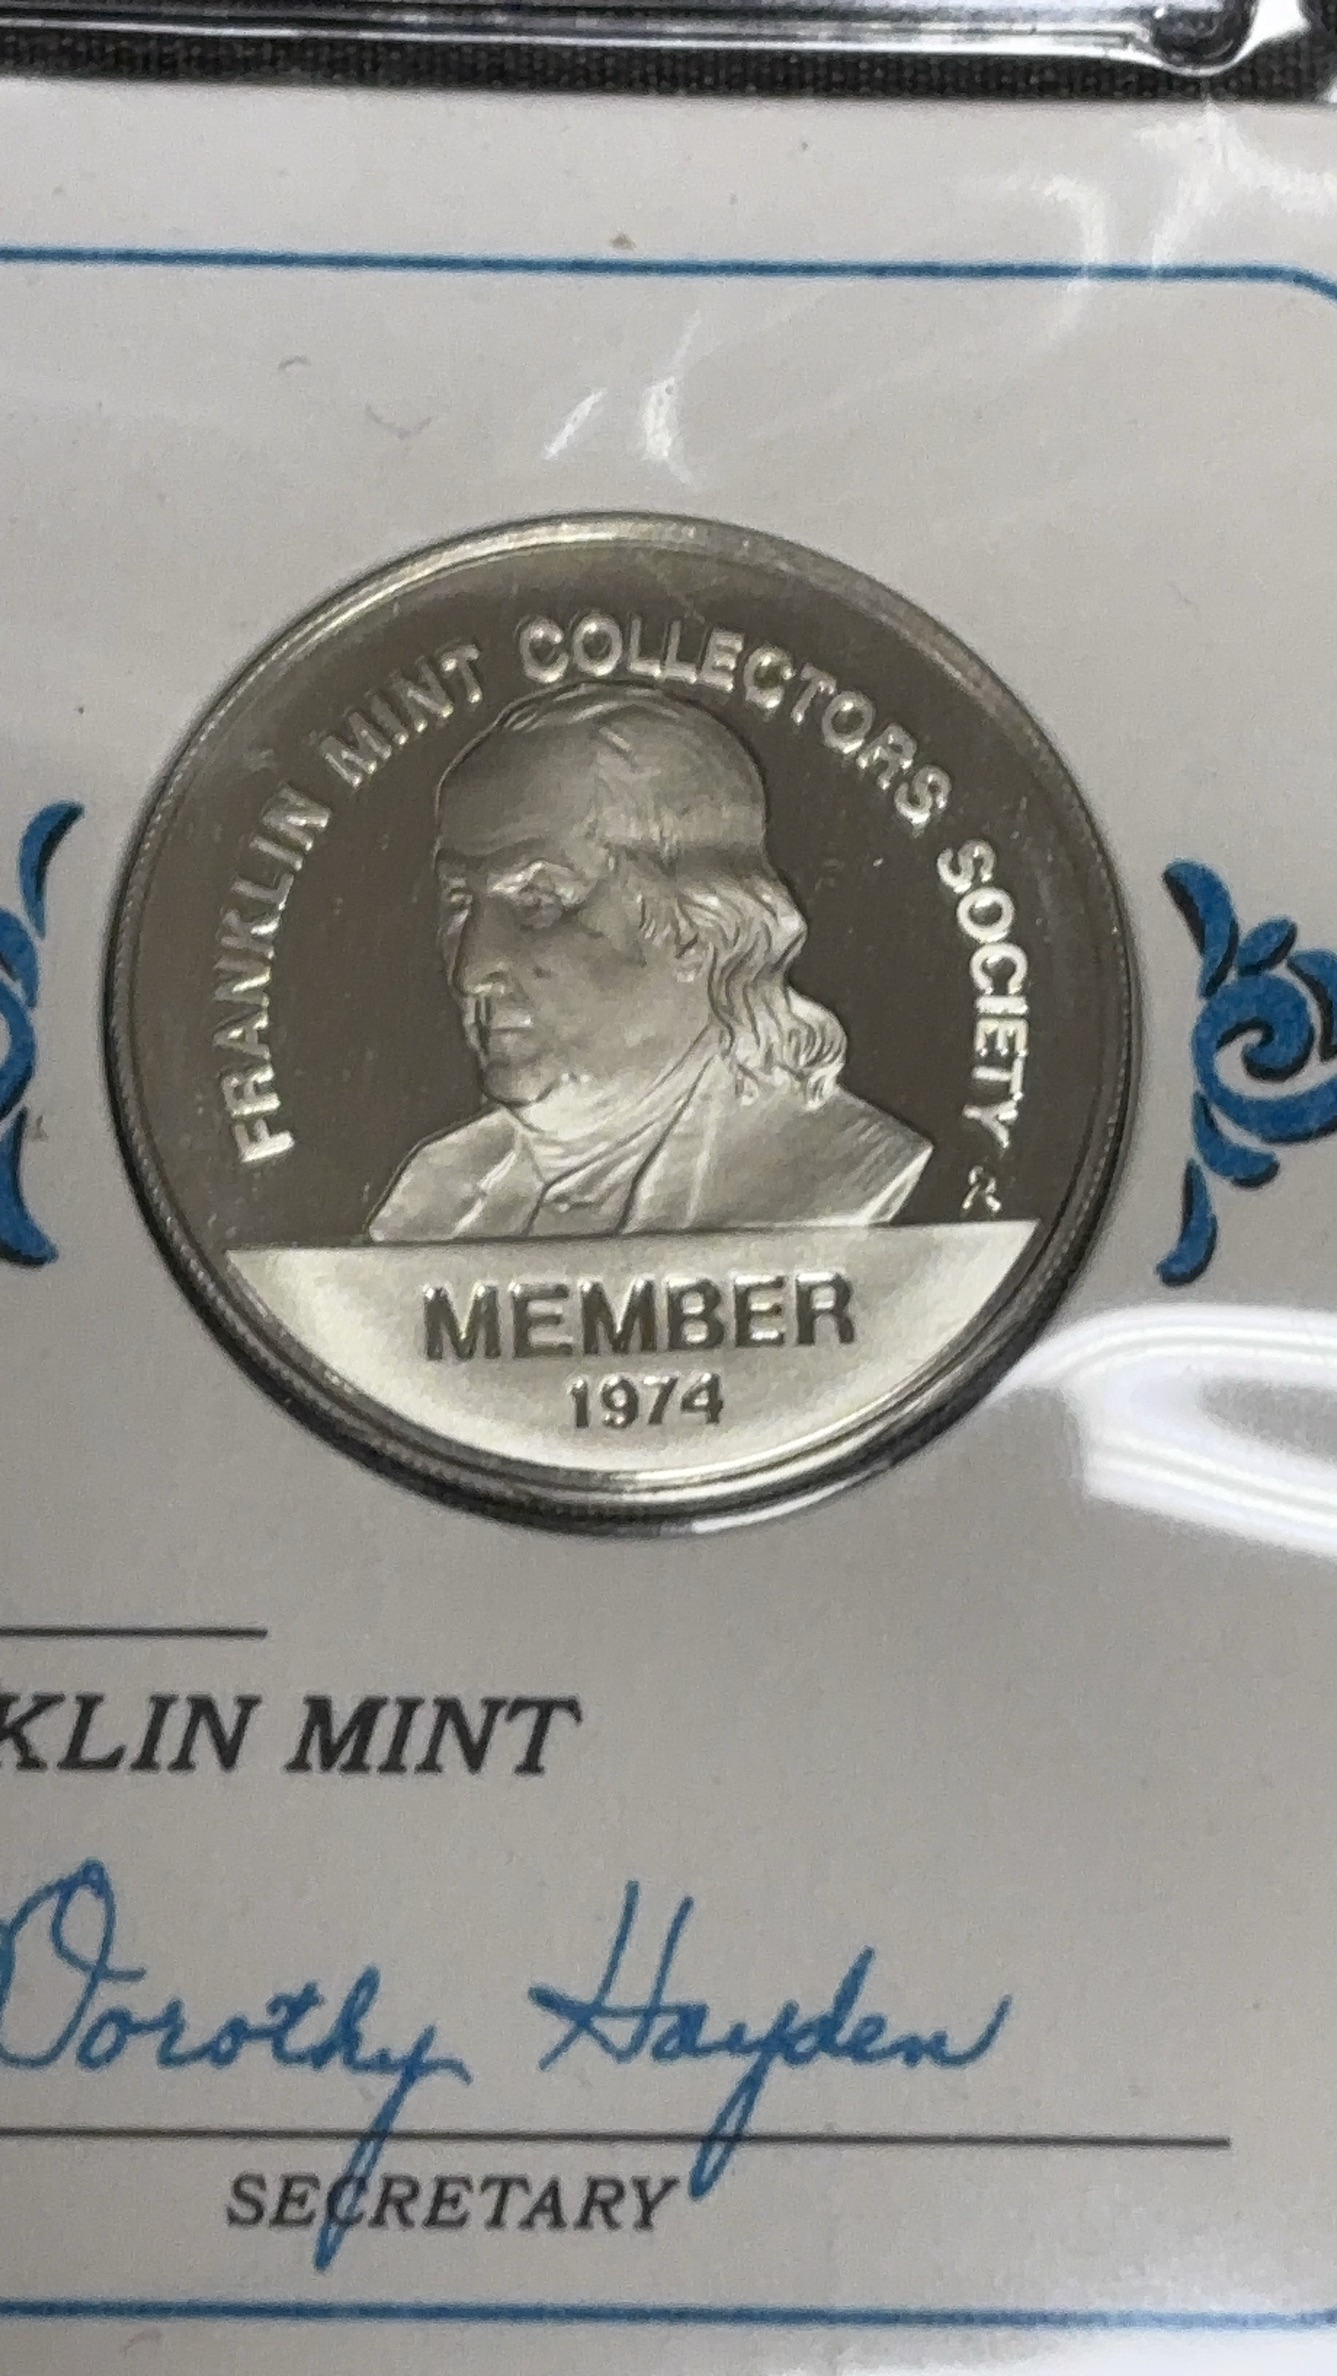 FRANKLIN MINT COLLECTORS SOCIETY
MEMBER
1974
KLIN MINT
Dorothy Hayden
SECRETARY